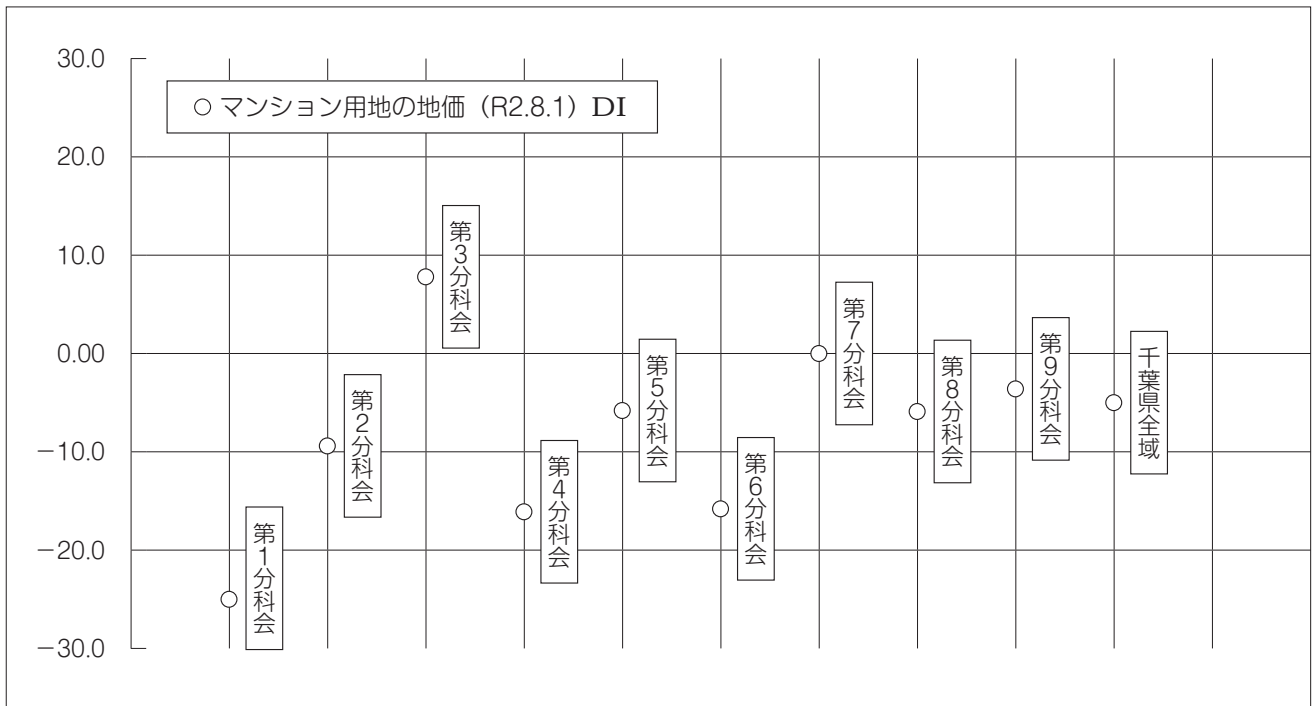 30.0
○ マンション用地の地価（R2.8.1）DI
20.0
10.0
0.00
−10.0
−20.0
−30.0
第1分科会
第2分科会
第3分科会
第4分科会
第5分科会
第6分科会
第7分科会
第8分科会
第9分科会
千葉県全域